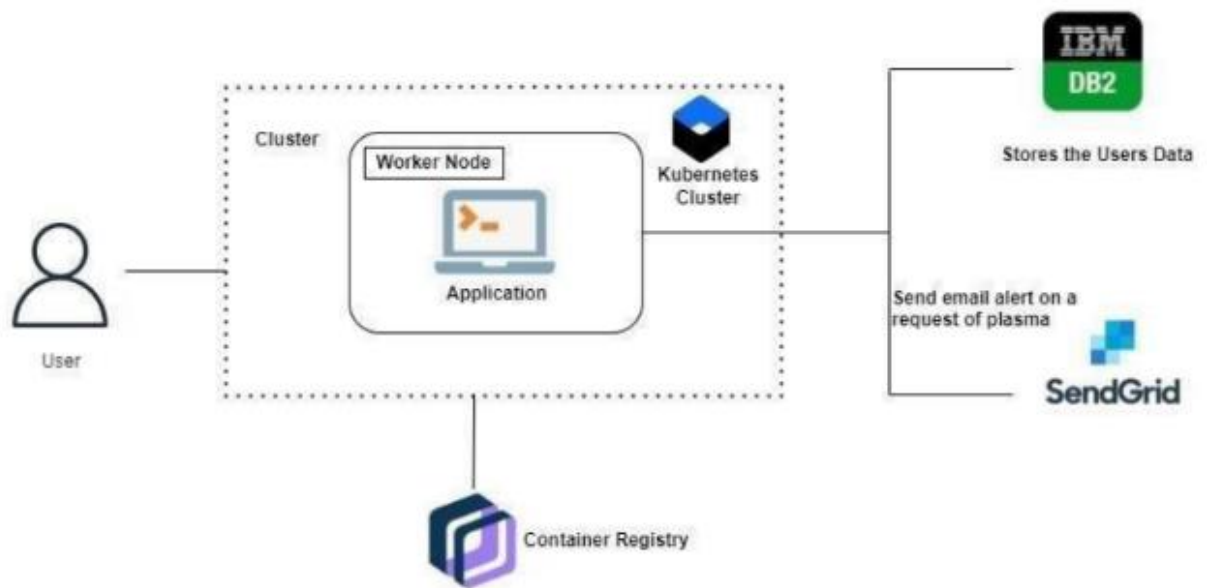 IBM
DB2
Stores the Users Data
Cluster
Worker Node
Kubernetes
Cluster
Application
User
Send email alert on a
request of plasma
SendGrid
Container Registry